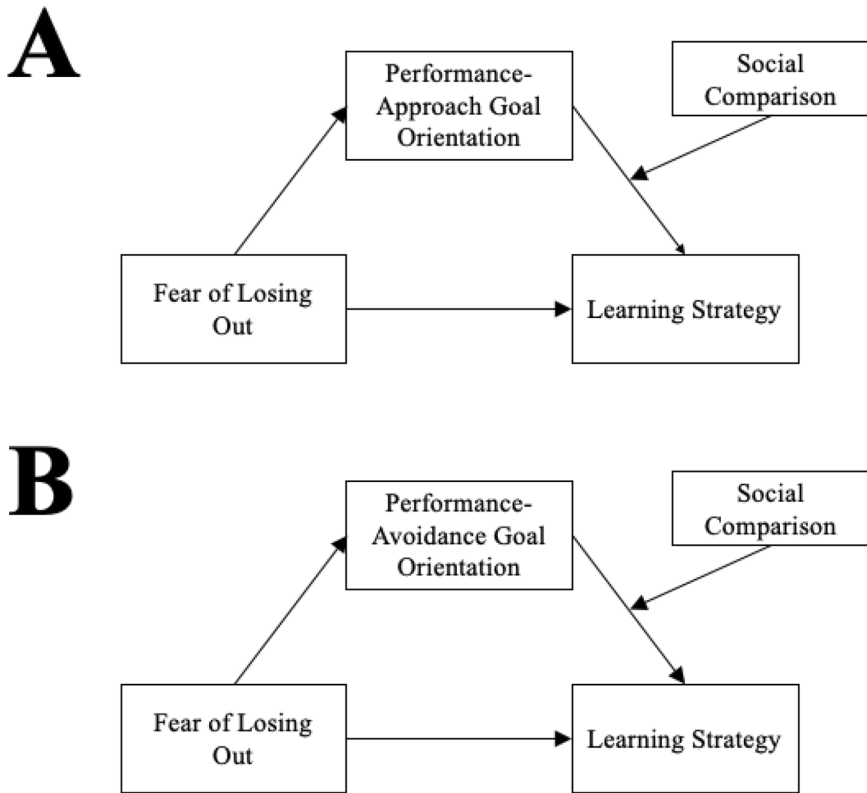 A
Performance-
Approach Goal
Orientation
Social
Comparison
Fear of Losing
Out
Learning Strategy
B
Performance-
Avoidance Goal
Orientation
Social
Comparison
Fear of Losing
Out
Learning Strategy